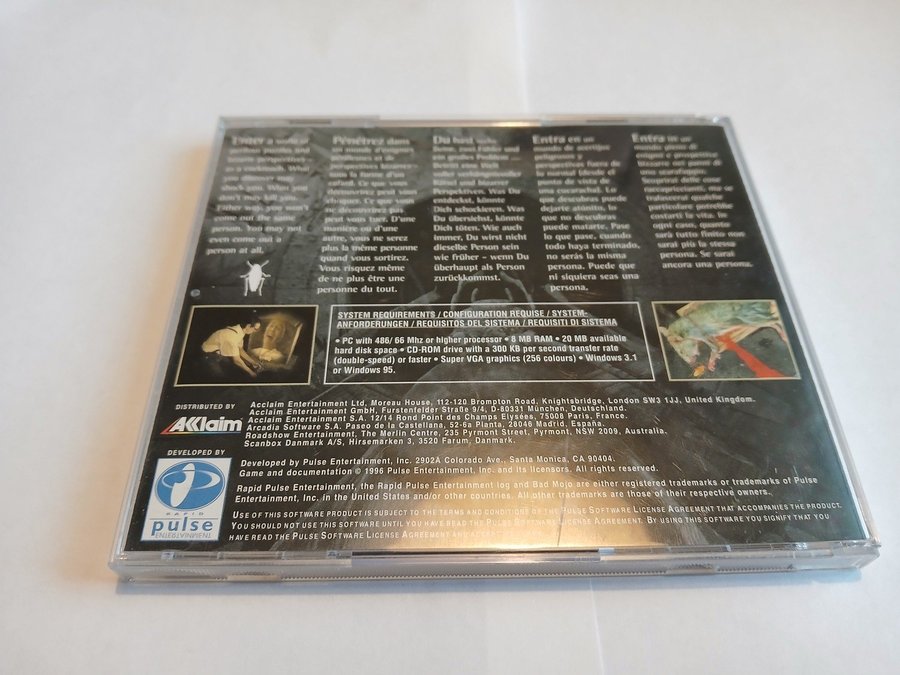 Enter a world of
perilous puzzles and
bizarre perspectives -
as a cockroach. What
you discover may
shock you. What you
don't may kill you.
Either way, you won't
come out the same
person. You may not
even come out a
person at all.
Pénétrez dans
un monde d'énigmes
périlleuses et de
perspectives bizarres
sous la forme d'un
cafard. Ce que vous
découvrirez peut vous
choquer. Ce que vous
ne découvrirez pas
peut vous tuer. D'une
manière ou d'une
autre, vous ne serez
plus la même personne
quand vous sortirez.
Vous risquez même
de ne plus être une
personne du tout.
Du hast sechs
Beine, zwei Fühler und
ein großes Problem —
Betritt eine Welt
voller verhängnisvoller
Rätsel und bizarrer
Perspektiven. Was Du
entdeckst, könnte
Dich schockieren. Was
Du übersiehst, könnte
Dich töten. Wie auch
immer, Du wirst nicht
dieselbe Person sein
wie früher – wenn Du
überhaupt als Person
zurückkommst.
Entra en un
mundo de acertijos
peligrosos y
perspectivas fuera de
lo normal (desde el
punto de vista de
una cucaracha). Lo
que descubras puede
dejarte atónito, lo
que no descubras
puede matarte. Pase
lo que pase, cuando
todo haya terminado,
no serás la misma
persona. Puede que
ni siquiera seas una
persona.
Entra in un
mondo pieno di
enigmi e prospettive
bizzarre nei panni di
uno scarafaggio.
Scoprirai delle cose
raccapriccianti, ma se
tralascerai qualche
particolare potrebbe
costarti la vita. In
ogni caso, quanto
sarà tutto finito non
sarai più la stessa
persona. Se sarai
ancora una persona.
SYSTEM REQUIREMENTS / CONFIGURATION REQUISE / SYSTEM-
ANFORDERUNGEN / REQUISITOS DEL SISTEMA / REQUISITI DI SISTEMA
• PC with 486/ 66 Mhz or higher processor • 8 MB RAM • 20 MB available
hard disk space • CD-ROM drive with a 300 KB per second transfer rate
(double-speed) or faster • Super VGA graphics (256 colours) • Windows 3.1
or Windows 95.
DISTRIBUTED BY
AKKlaim
Acclaim Entertainment Ltd, Moreau House, 112-120 Brompton Road, Knightsbridge, London SW3 1JJ, United Kingdom.
Acclaim Entertainment GmbH, Furstenfelder Straße 9/4, D-80331 München, Deutschland.
Acclaim Entertainment S.A. 12/14 Rond Point des Champs Elysées, 75008 Paris, France.
Arcadia Software S.A. Paseo de la Castellana, 52-6a Planta, 28046 Madrid, España.
Roadshow Entertainment, The Merlin Centre, 235 Pyrmont Street, Pyrmont, NSW 2009, Australia.
Scanbox Danmark A/S, Hirsemarken 3, 3520 Farum, Danmark.
DEVELOPED BY
RAPID
pulse
ENTERTAINMENT
Developed by Pulse Entertainment, Inc. 2902A Colorado Ave., Santa Monica, CA 90404.
Game and documentation © 1996 Pulse Entertainment, Inc. and its licensors. All rights reserved.
Rapid Pulse Entertainment, the Rapid Pulse Entertainment log and Bad Mojo are either registered trademarks or trademarks of Pulse
Entertainment, Inc. in the United States and/or other countries. All other trademarks are those of their respective owners.
USE OF THIS SOFTWARE PRODUCT IS SUBJECT TO THE TERMS AND CONDITIONS OF THE PULSE SOFTWARE LICENSE AGREEMENT THAT ACCOMPANIES THE PRODUCT.
YOU SHOULD NOT USE THIS SOFTWARE UNTIL YOU HAVE READ THE PULSE SOFTWARE LICENSE AGREEMENT. BY USING THIS SOFTWARE YOU SIGNIFY THAT YOU
HAVE READ THE PULSE SOFTWARE LICENSE AGREEMENT AND ACCEPT ITS TERMS.